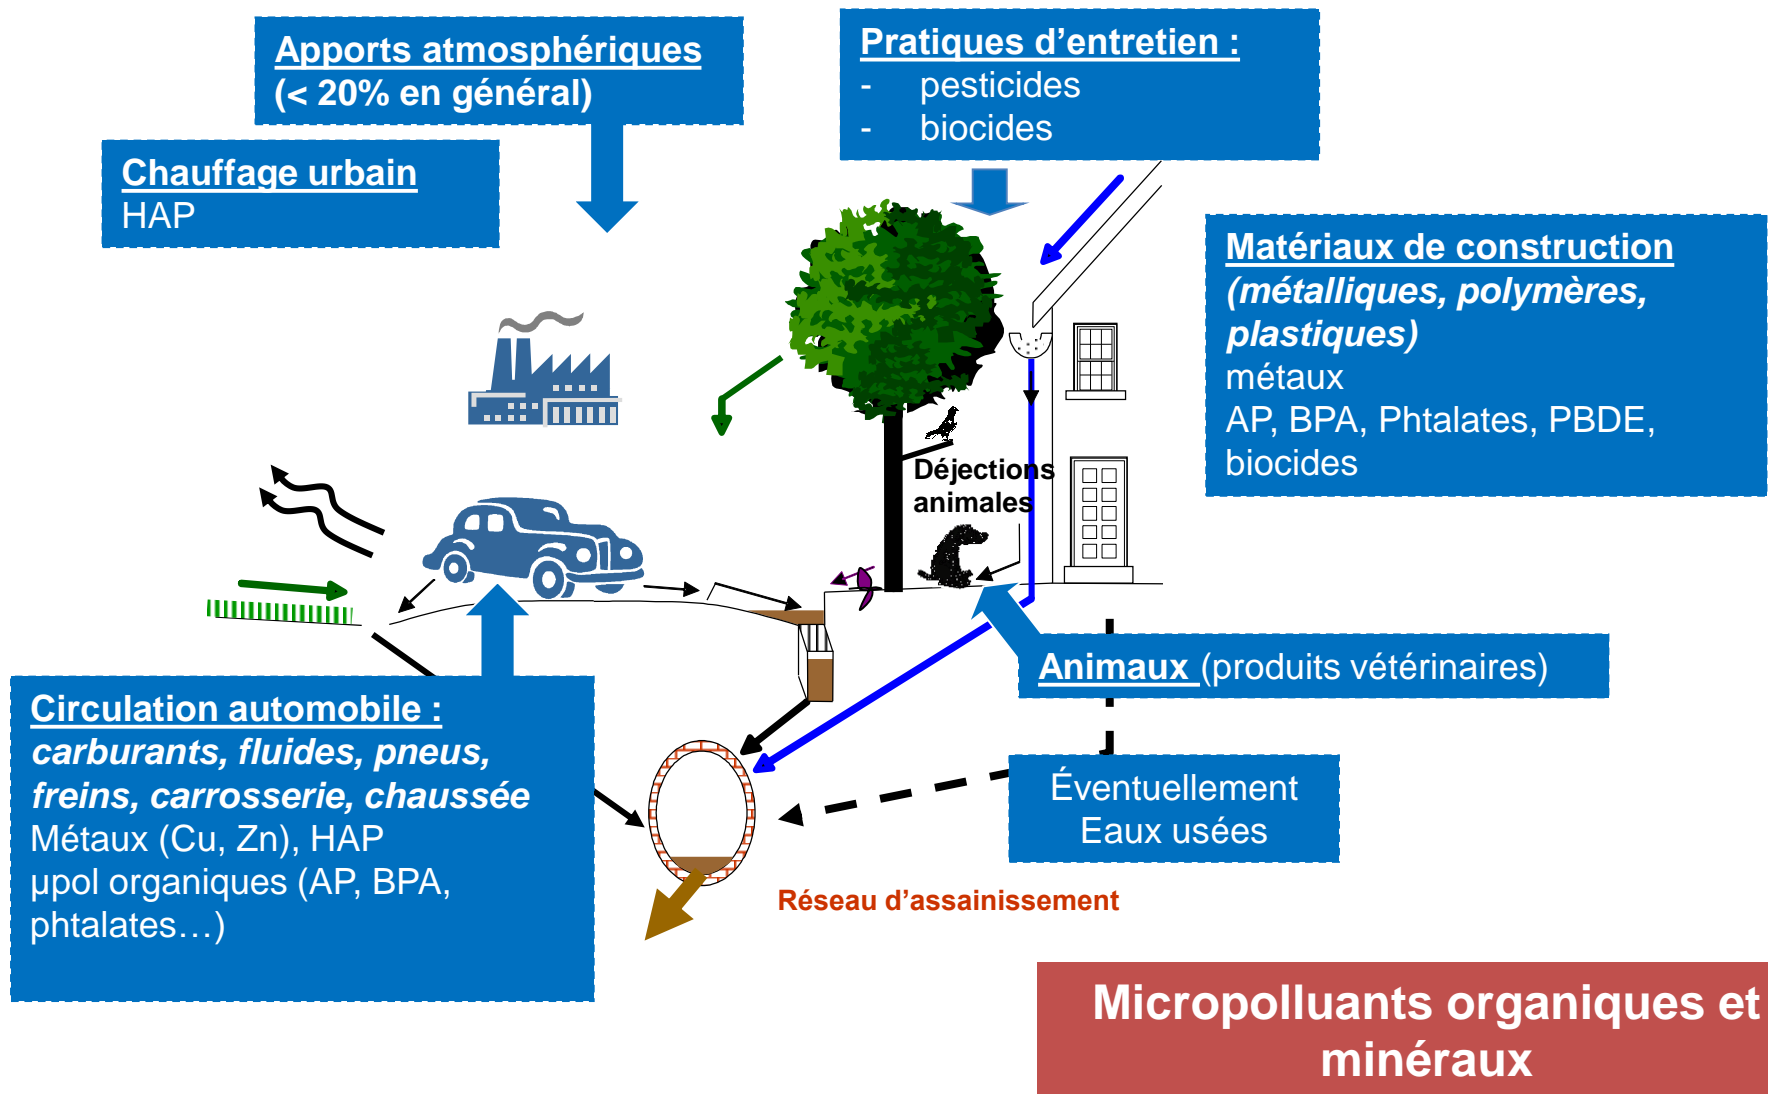 Apports atmosphériques
(< 20% en général)
Pratiques d’entretien :
- pesticides
- biocides
Chauffage urbain
HAP
Matériaux de construction
(métalliques, polymères,
plastiques)
métaux
AP, BPA, Phtalates, PBDE,
biocides
Déjections
animales
Animaux (produits vétérinaires)
Circulation automobile :
carburants, fluides, pneus,
freins, carrosserie, chaussée
Métaux (Cu, Zn), HAP
µpol organiques (AP, BPA,
phtalates…)
Éventuellement
Eaux usées
Réseau d’assainissement
Micropolluants organiques et
minéraux